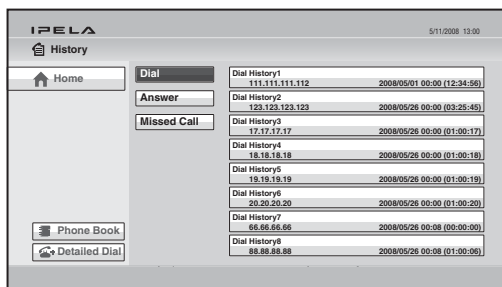 IPELA
5/11/2008 13:00
History
Home
Dial
Answer
Missed Call
Dial History1
111.111.111.112 2008/05/01 00:00 (12:34:56)
Dial History2
123.123.123.123 2008/05/26 00:00 (03:25:45)
Dial History3
17.17.17.17 2008/05/26 00:00 (01:00:17)
Dial History4
18.18.18.18 2008/05/26 00:00 (01:00:18)
Dial History5
19.19.19.19 2008/05/26 00:00 (01:00:19)
Dial History6
20.20.20.20 2008/05/26 00:00 (01:00:20)
Dial History7
66.66.66.66 2008/05/26 00:08 (00:00:00)
Dial History8
88.88.88.88 2008/05/26 00:08 (01:00:06)
Phone Book
Detailed Dial